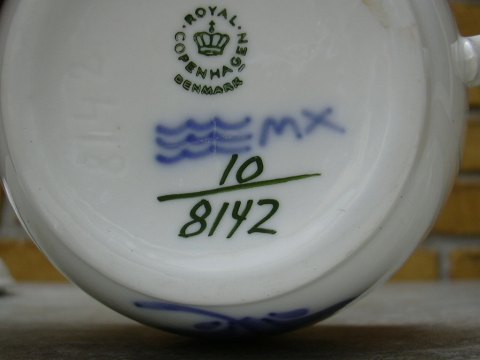 ROYAL
COPENHAGEN
DENMARK
MX
10
8142